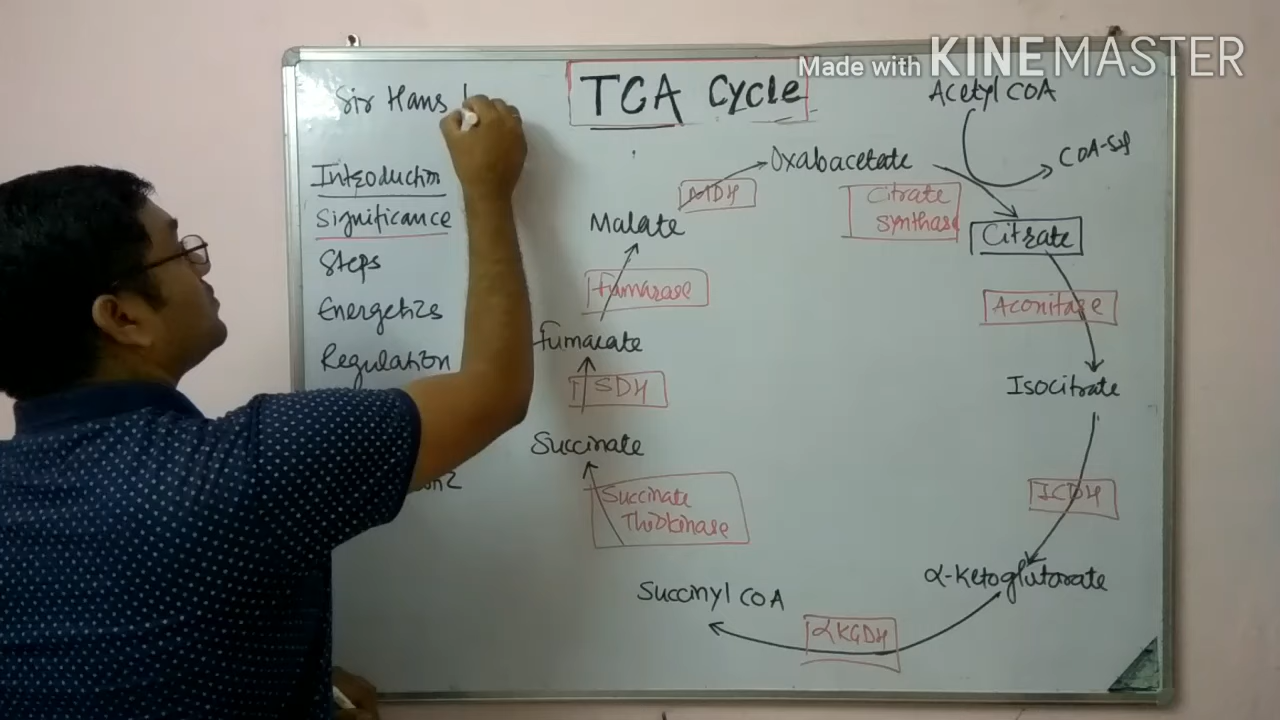 Made with KINEMASTER
Sir Hans
TCA Cycle
Acetyl COA
COA-SH
Oxaloacetate
MDH
Citrate
synthase
Introduction
Significance
Steps
Energetics
Regulation
Malate
Citrate
Fumarase
Aconitase
Fumarate
SDH
Isocitrate
Succinate
Succinate
Thiokinase
ICDH
α-Ketoglutarate
Succinyl COA
αKGDH